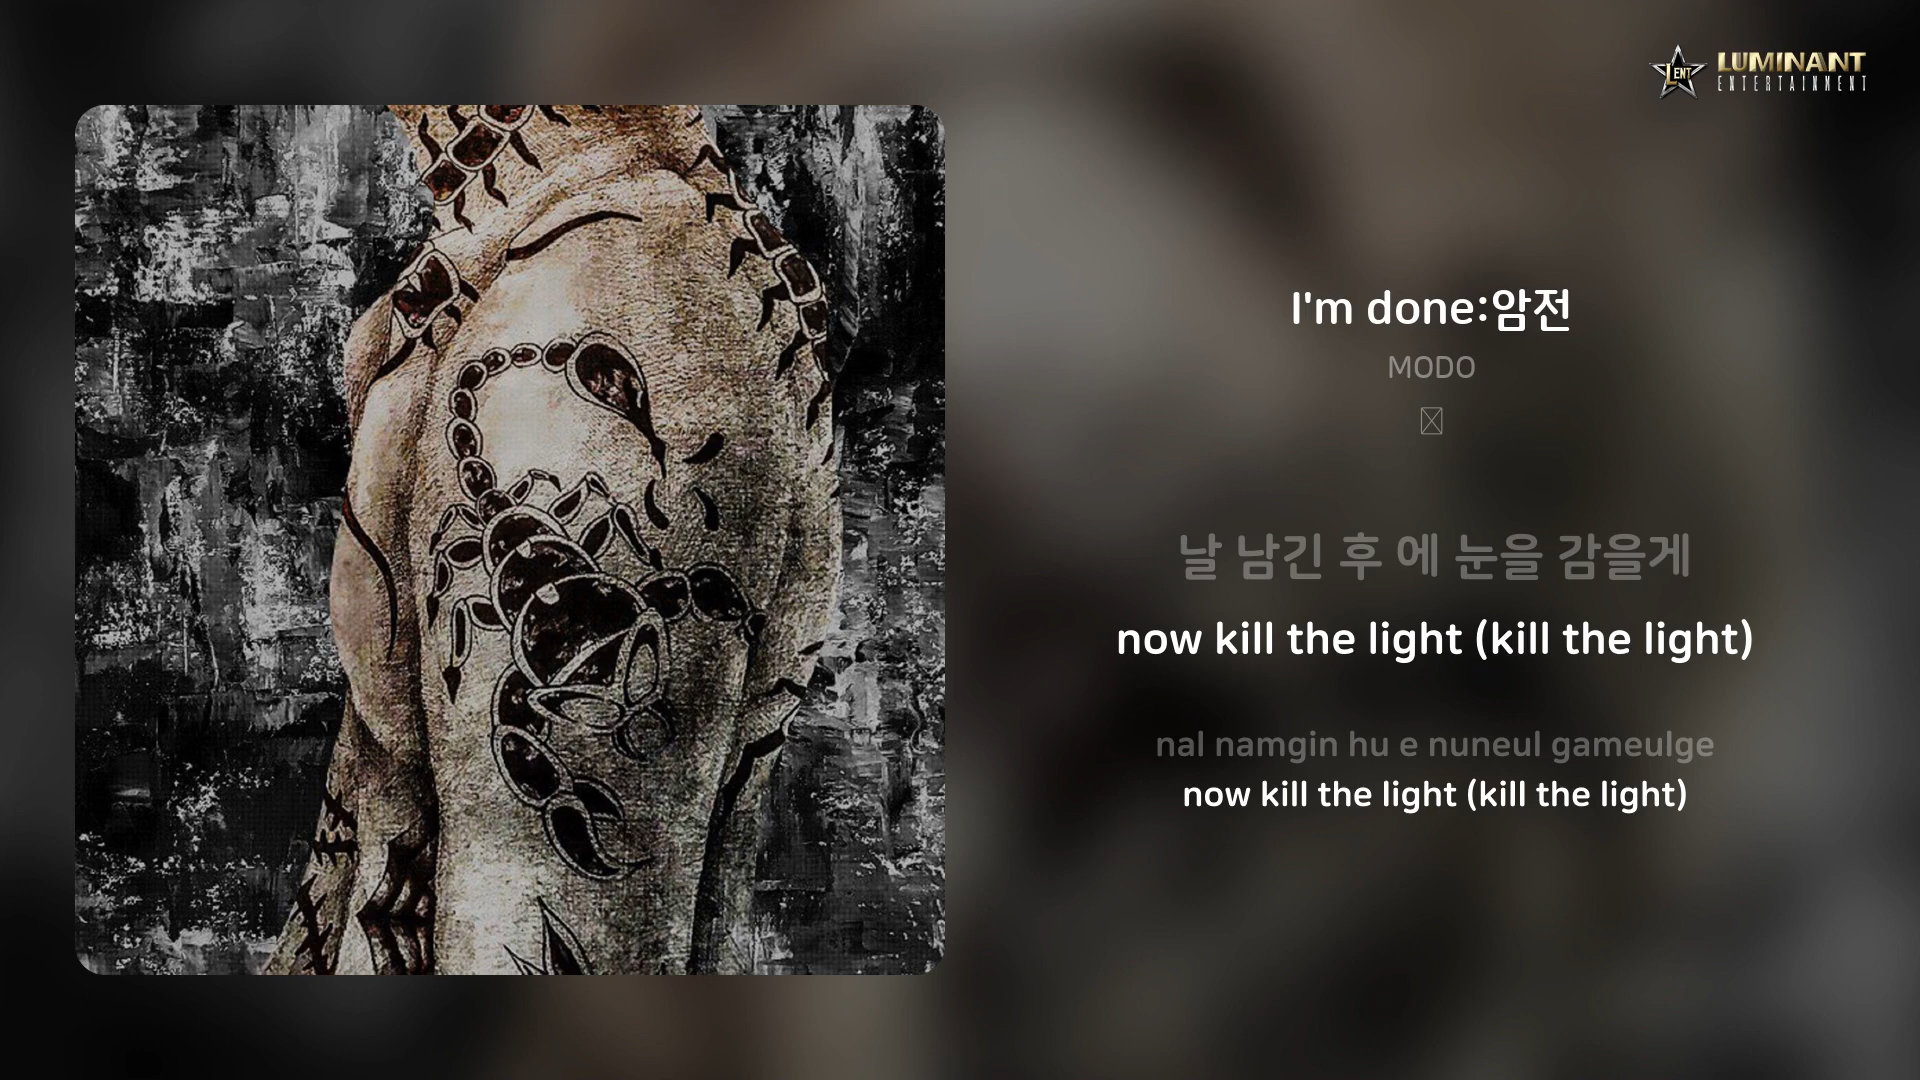 LENT
LUMINANT
ENTERTAINMENT
I'm done:암전
MODO
날 남긴 후 에 눈을 감을게
now kill the light (kill the light)
nal namgin hu e nuneul gameulge
now kill the light (kill the light)